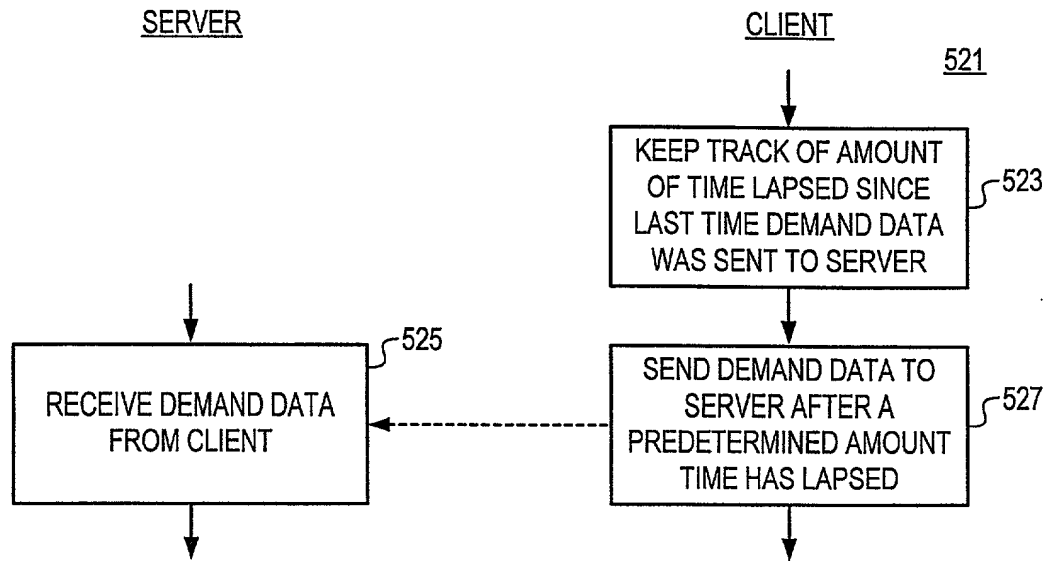 SERVER
CLIENT
521
KEEP TRACK OF AMOUNT
OF TIME LAPSED SINCE
LAST TIME DEMAND DATA
WAS SENT TO SERVER
523
525
RECEIVE DEMAND DATA
FROM CLIENT
SEND DEMAND DATA TO
SERVER AFTER A
PREDETERMINED AMOUNT
TIME HAS LAPSED
527